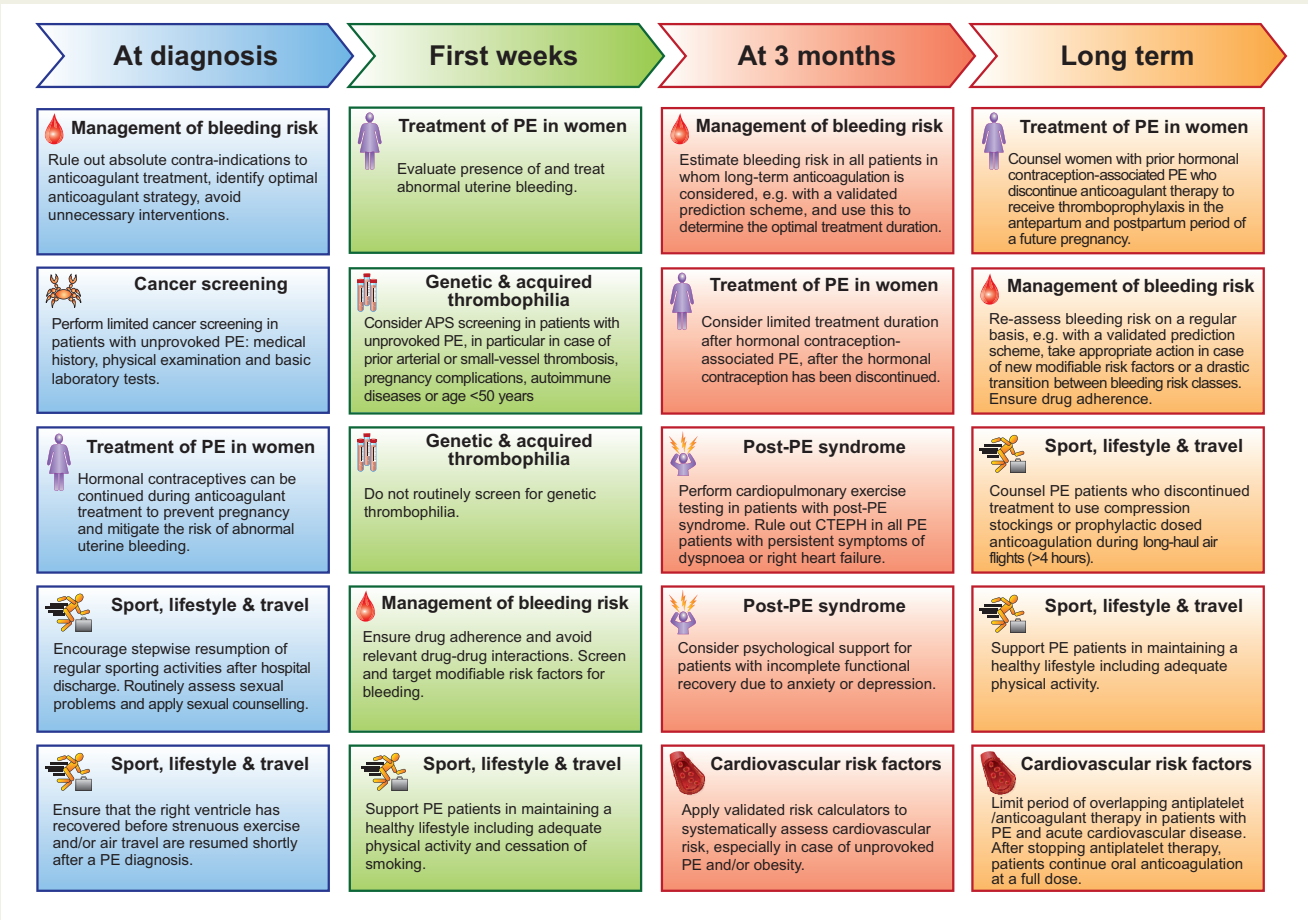 At diagnosis
First weeks
At 3 months
Long term
Management of bleeding risk
Rule out absolute contra-indications to
anticoagulant treatment, identify optimal
anticoagulant strategy, avoid
unnecessary interventions.
Treatment of PE in women
Evaluate presence of and treat
abnormal uterine bleeding.
Management of bleeding risk
Estimate bleeding risk in all patients in
whom long-term anticoagulation is
considered, e.g. with a validated
prediction scheme, and use this to
determine the optimal treatment duration.
Treatment of PE in women
Counsel women with prior hormonal
contraception-associated PE who
discontinue anticoagulant therapy to
receive thromboprophylaxis in the
antepartum and postpartum period of
a future pregnancy.
Cancer screening
Perform limited cancer screening in
patients with unprovoked PE: medical
history, physical examination and basic
laboratory tests.
Genetic & acquired
thrombophilia
Consider APS screening in patients with
unprovoked PE, in particular in case of
prior arterial or small-vessel thrombosis,
pregnancy complications, autoimmune
diseases or age <50 years
Treatment of PE in women
Consider limited treatment duration
after hormonal contraception-
associated PE, after the hormonal
contraception has been discontinued.
Management of bleeding risk
Re-assess bleeding risk on a regular
basis, e.g. with a validated prediction
scheme, take appropriate action in case
of new modifiable risk factors or a drastic
transition between bleeding risk classes.
Ensure drug adherence.
Treatment of PE in women
Hormonal contraceptives can be
continued during anticoagulant
treatment to prevent pregnancy
and mitigate the risk of abnormal
uterine bleeding.
Genetic & acquired
thrombophilia
Do not routinely screen for genetic
thrombophilia.
Post-PE syndrome
Perform cardiopulmonary exercise
testing in patients with post-PE
syndrome. Rule out CTEPH in all PE
patients with persistent symptoms of
dyspnoea or right heart failure.
Sport, lifestyle & travel
Counsel PE patients who discontinued
treatment to use compression
stockings or prophylactic dosed
anticoagulation during long-haul air
flights (>4 hours).
Sport, lifestyle & travel
Encourage stepwise resumption of
regular sporting activities after hospital
discharge. Routinely assess sexual
problems and apply sexual counselling.
Management of bleeding risk
Ensure drug adherence and avoid
relevant drug-drug interactions. Screen
and target modifiable risk factors for
bleeding.
Post-PE syndrome
Consider psychological support for
patients with incomplete functional
recovery due to anxiety or depression.
Sport, lifestyle & travel
Support PE patients in maintaining a
healthy lifestyle including adequate
physical activity.
Sport, lifestyle & travel
Ensure that the right ventricle has
recovered before strenuous exercise
and/or air travel are resumed shortly
after a PE diagnosis.
Sport, lifestyle & travel
Support PE patients in maintaining a
healthy lifestyle including adequate
physical activity and cessation of
smoking.
Cardiovascular risk factors
Apply validated risk calculators to
systematically assess cardiovascular
risk, especially in case of unprovoked
PE and/or obesity.
Cardiovascular risk factors
Limit period of overlapping antiplatelet
/anticoagulant therapy in patients with
PE and acute cardiovascular disease.
After stopping antiplatelet therapy,
patients continue oral anticoagulation
at a full dose.